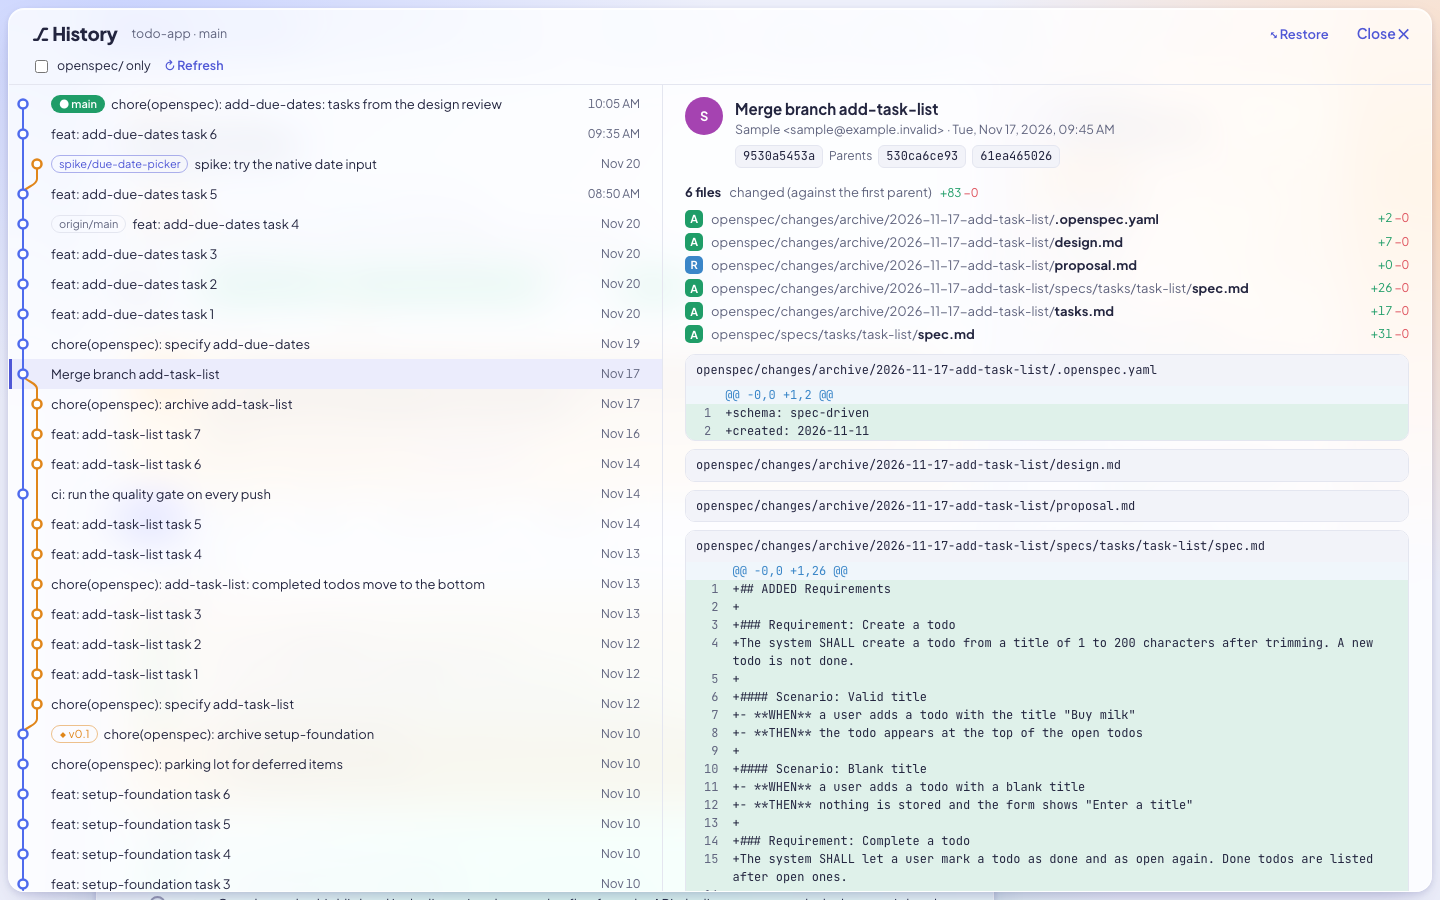 History todo-app · main
Restore Close
openspec/ only Refresh
main chore(openspec): add-due-dates: tasks from the design review 10:05 AM
feat: add-due-dates task 6 09:35 AM
spike/due-date-picker spike: try the native date input Nov 20
feat: add-due-dates task 5 08:50 AM
origin/main feat: add-due-dates task 4 Nov 20
feat: add-due-dates task 3 Nov 20
feat: add-due-dates task 2 Nov 20
feat: add-due-dates task 1 Nov 20
chore(openspec): specify add-due-dates Nov 19
Merge branch add-task-list Nov 17
chore(openspec): archive add-task-list Nov 17
feat: add-task-list task 7 Nov 16
feat: add-task-list task 6 Nov 14
ci: run the quality gate on every push Nov 14
feat: add-task-list task 5 Nov 14
feat: add-task-list task 4 Nov 13
chore(openspec): add-task-list: completed todos move to the bottom Nov 13
feat: add-task-list task 3 Nov 13
feat: add-task-list task 2 Nov 12
feat: add-task-list task 1 Nov 12
chore(openspec): specify add-task-list Nov 12
v0.1 chore(openspec): archive setup-foundation Nov 10
chore(openspec): parking lot for deferred items Nov 10
feat: setup-foundation task 6 Nov 10
feat: setup-foundation task 5 Nov 10
feat: setup-foundation task 4 Nov 10
feat: setup-foundation task 3 Nov 10
S
Merge branch add-task-list
Sample <sample@example.invalid> · Tue, Nov 17, 2026, 09:45 AM
9530a5453a Parents 530ca6ce93 61ea465026
6 files changed (against the first parent) +83 −0
A openspec/changes/archive/2026-11-17-add-task-list/.openspec.yaml +2 −0
A openspec/changes/archive/2026-11-17-add-task-list/design.md +7 −0
R openspec/changes/archive/2026-11-17-add-task-list/proposal.md +0 −0
A openspec/changes/archive/2026-11-17-add-task-list/specs/tasks/task-list/spec.md +26 −0
A openspec/changes/archive/2026-11-17-add-task-list/tasks.md +17 −0
A openspec/specs/tasks/task-list/spec.md +31 −0
openspec/changes/archive/2026-11-17-add-task-list/.openspec.yaml
@@ -0,0 +1,2 @@
1 +schema: spec-driven
2 +created: 2026-11-11
openspec/changes/archive/2026-11-17-add-task-list/design.md
openspec/changes/archive/2026-11-17-add-task-list/proposal.md
openspec/changes/archive/2026-11-17-add-task-list/specs/tasks/task-list/spec.md
@@ -0,0 +1,26 @@
1 +## ADDED Requirements
2 +
3 +### Requirement: Create a todo
4 +The system SHALL create a todo from a title of 1 to 200 characters after trimming. A new
todo is not done.
5 +
6 +#### Scenario: Valid title
7 +- **WHEN** a user adds a todo with the title "Buy milk"
8 +- **THEN** the todo appears at the top of the open todos
9 +
10 +#### Scenario: Blank title
11 +- **WHEN** a user adds a todo with a blank title
12 +- **THEN** nothing is stored and the form shows "Enter a title"
13 +
14 +### Requirement: Complete a todo
15 +The system SHALL let a user mark a todo as done and as open again. Done todos are listed
after open ones.